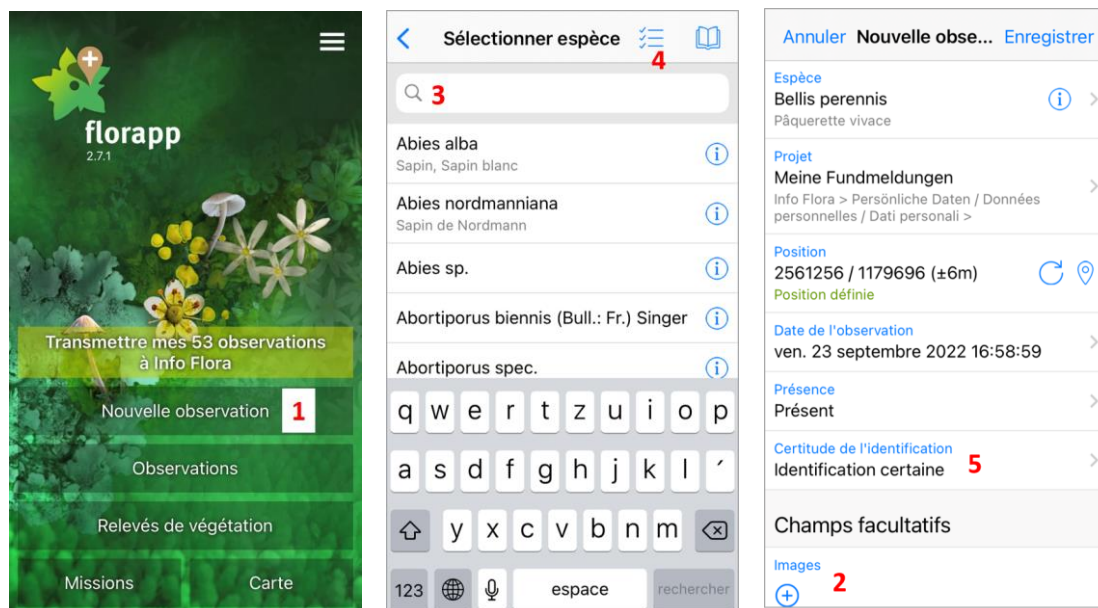 florapp
2.7.1
Transmettre mes 53 observations
à Info Flora
Nouvelle observation 1
Observations
Relevés de végétation
Missions Carte
Sélectionner espèce
4
3
Abies alba
Sapin, Sapin blanc
Abies nordmanniana
Sapin de Nordmann
Abies sp.
Abortiporus biennis (Bull.: Fr.) Singer
Abortiporus spec.
q w e r t z u i o p
a s d f g h j k l ´
y x c v b n m
123 espace rechercher
Annuler Nouvelle obse... Enregistrer
Espèce
Bellis perennis
Pâquerette vivace
Projet
Meine Fundmeldungen
Info Flora > Persönliche Daten / Données
personnelles / Dati personali >
Position
2561256 / 1179696 (±6m)
Position définie
Date de l'observation
ven. 23 septembre 2022 16:58:59
Présence
Présent
Certitude de l'identification
Identification certaine 5
Champs facultatifs
Images
2